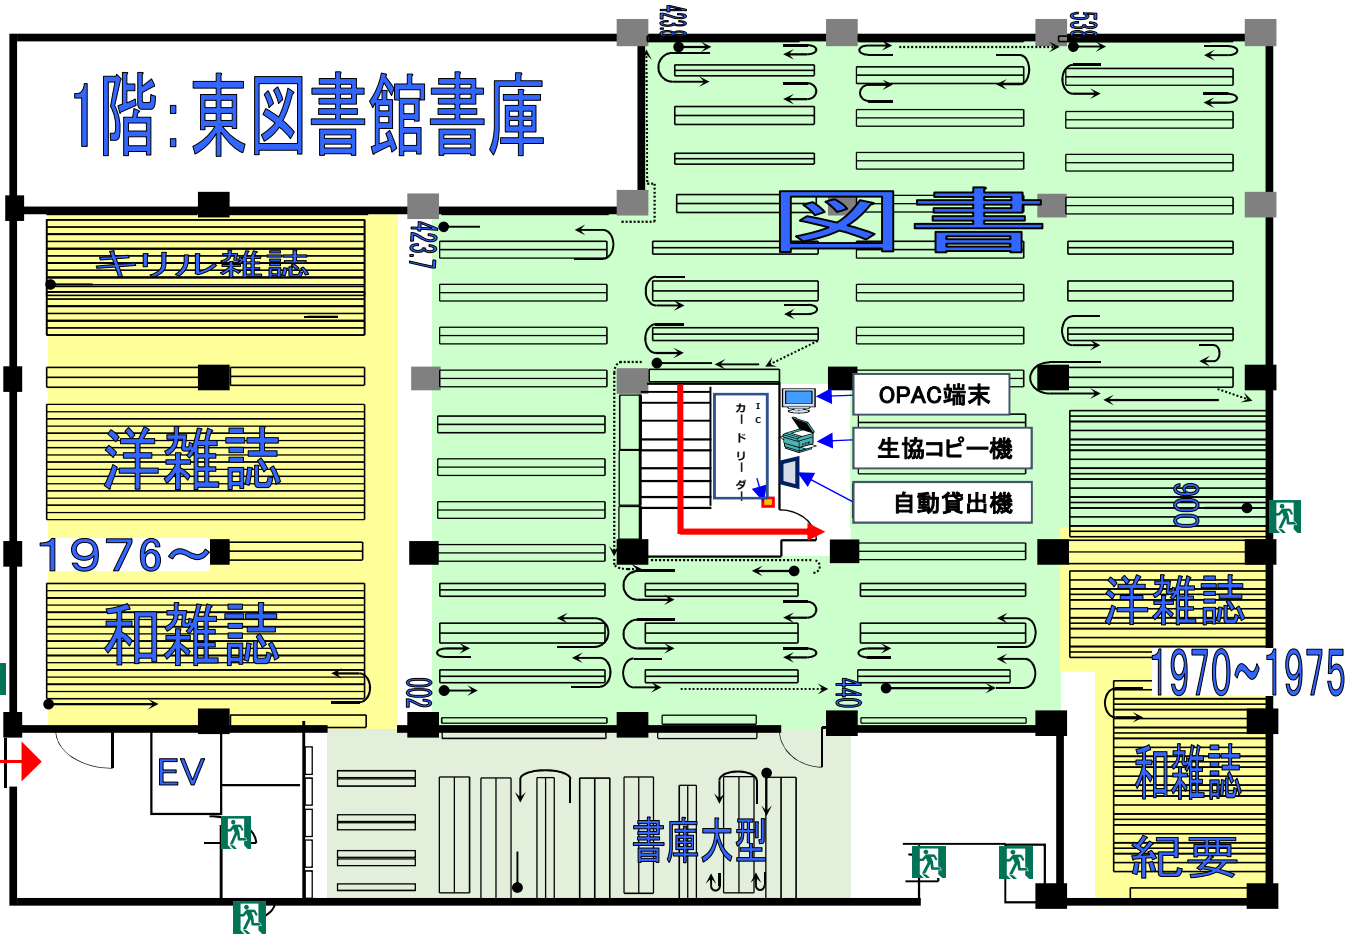 423.8
538
1階:東図書館書庫
図書
423.7
キリル雑誌
OPAC端末
ICカードリーダー
生協コピー機
洋雑誌
自動貸出機
900
1976～
洋雑誌
和雑誌
1970～1975
002
440
EV
和雑誌
書庫大型
紀要